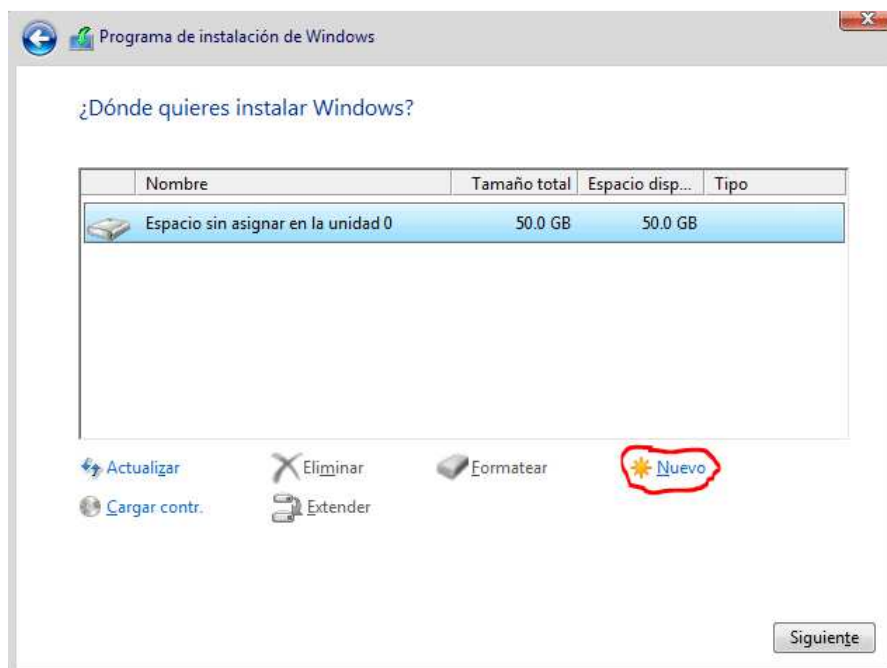 Programa de instalación de Windows
¿Dónde quieres instalar Windows?
Nombre Tamaño total Espacio disp... Tipo
Espacio sin asignar en la unidad 0 50.0 GB 50.0 GB
Actualizar Eliminar Formatear Nuevo
Cargar contr. Extender
Siguiente